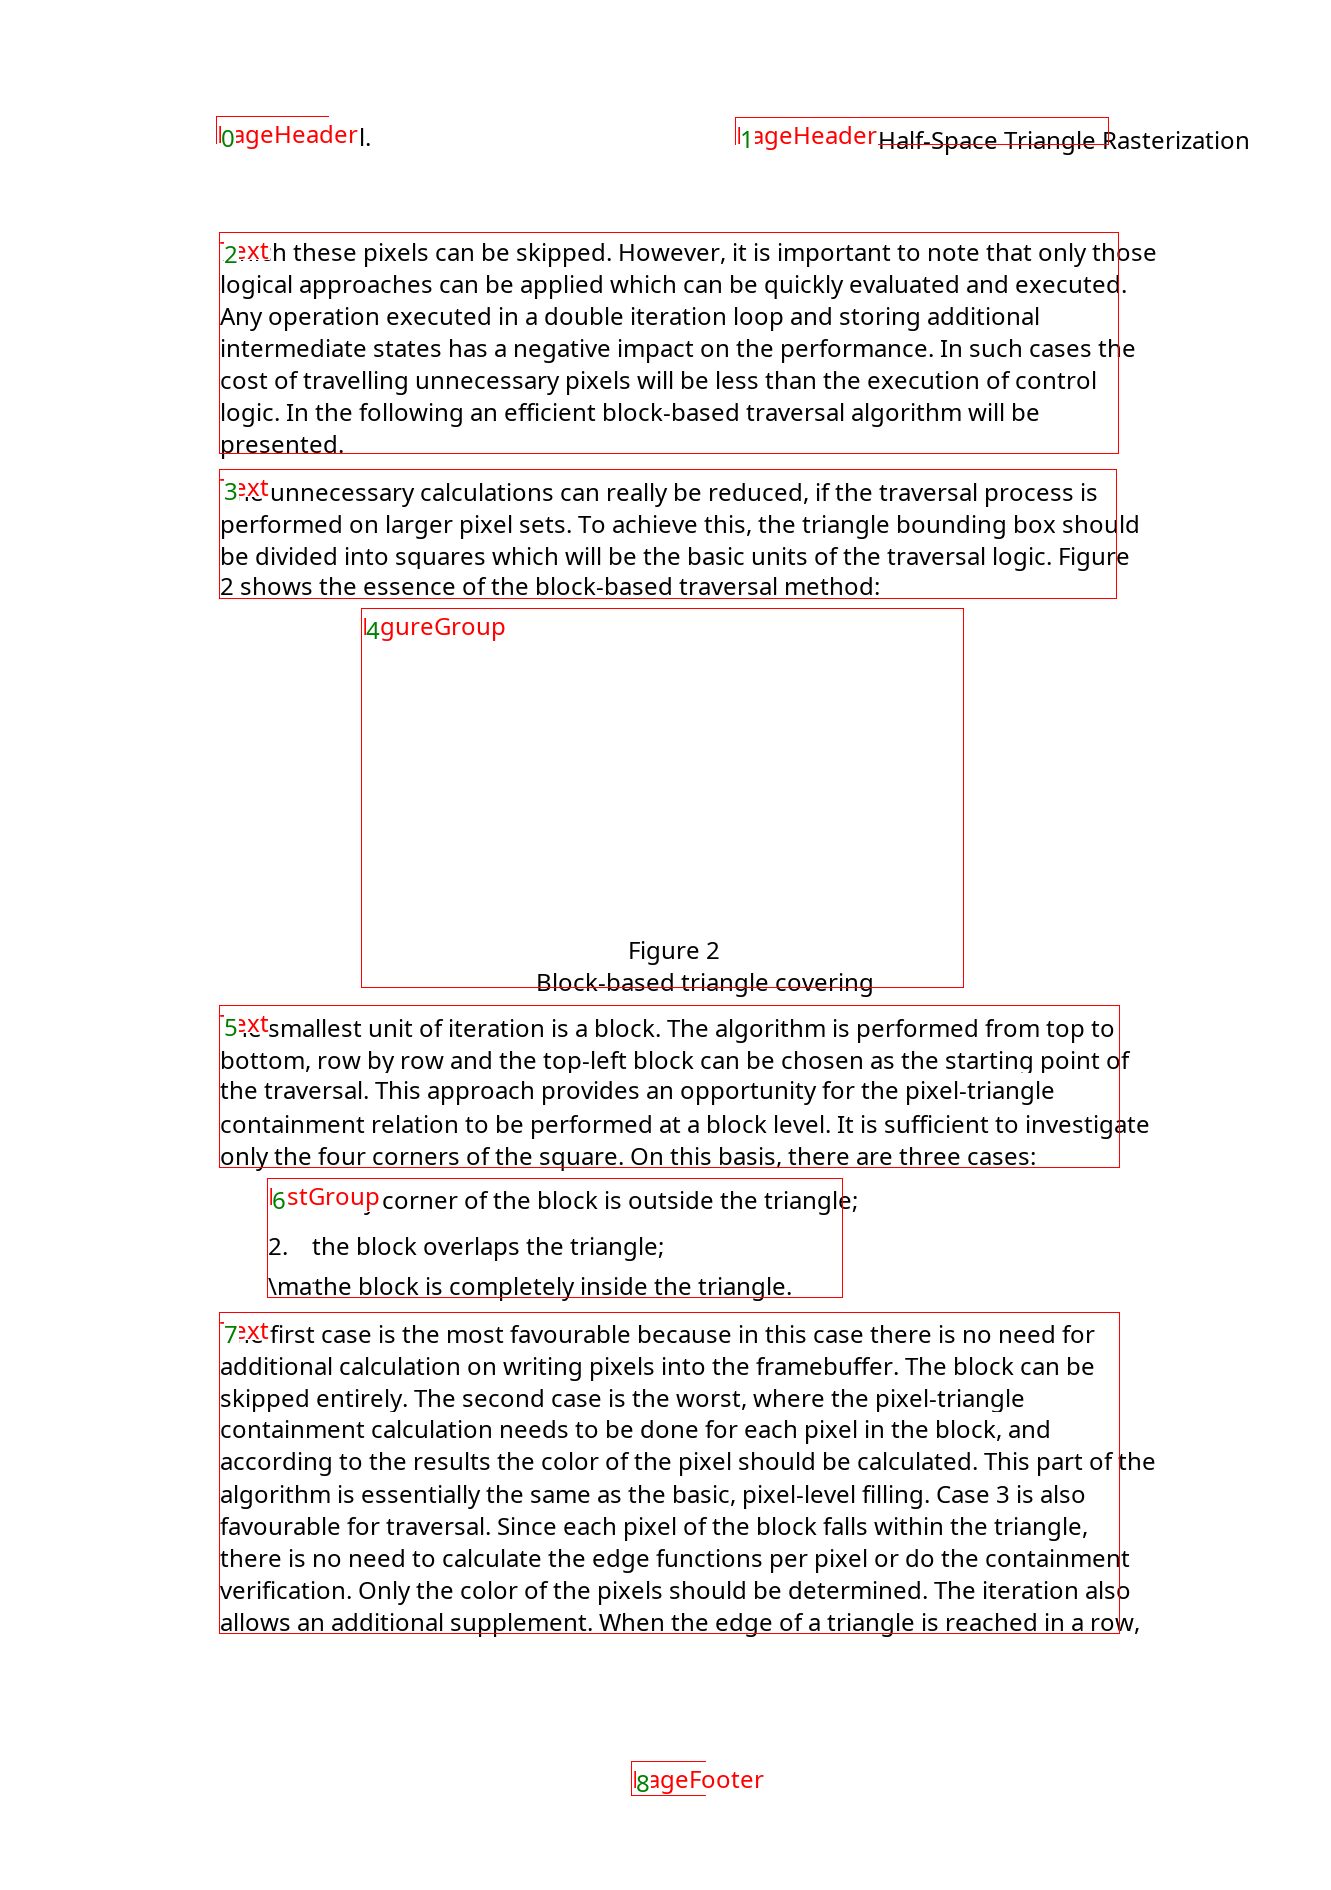 0 ageHeader l.
1 ageHeader Half-Space Triangle Rasterization
2 ext h these pixels can be skipped. However, it is important to note that only those
logical approaches can be applied which can be quickly evaluated and executed.
Any operation executed in a double iteration loop and storing additional
intermediate states has a negative impact on the performance. In such cases the
cost of travelling unnecessary pixels will be less than the execution of control
logic. In the following an efficient block-based traversal algorithm will be
presented.
3 ext unnecessary calculations can really be reduced, if the traversal process is
performed on larger pixel sets. To achieve this, the triangle bounding box should
be divided into squares which will be the basic units of the traversal logic. Figure
2 shows the essence of the block-based traversal method:
4 gureGroup
Figure 2
Block-based triangle covering
5 ext smallest unit of iteration is a block. The algorithm is performed from top to
bottom, row by row and the top-left block can be chosen as the starting point of
the traversal. This approach provides an opportunity for the pixel-triangle
containment relation to be performed at a block level. It is sufficient to investigate
only the four corners of the square. On this basis, there are three cases:
6 stGroup corner of the block is outside the triangle;
2. the block overlaps the triangle;
\mathe block is completely inside the triangle.
7 ext first case is the most favourable because in this case there is no need for
additional calculation on writing pixels into the framebuffer. The block can be
skipped entirely. The second case is the worst, where the pixel-triangle
containment calculation needs to be done for each pixel in the block, and
according to the results the color of the pixel should be calculated. This part of the
algorithm is essentially the same as the basic, pixel-level filling. Case 3 is also
favourable for traversal. Since each pixel of the block falls within the triangle,
there is no need to calculate the edge functions per pixel or do the containment
verification. Only the color of the pixels should be determined. The iteration also
allows an additional supplement. When the edge of a triangle is reached in a row,
8 ageFooter